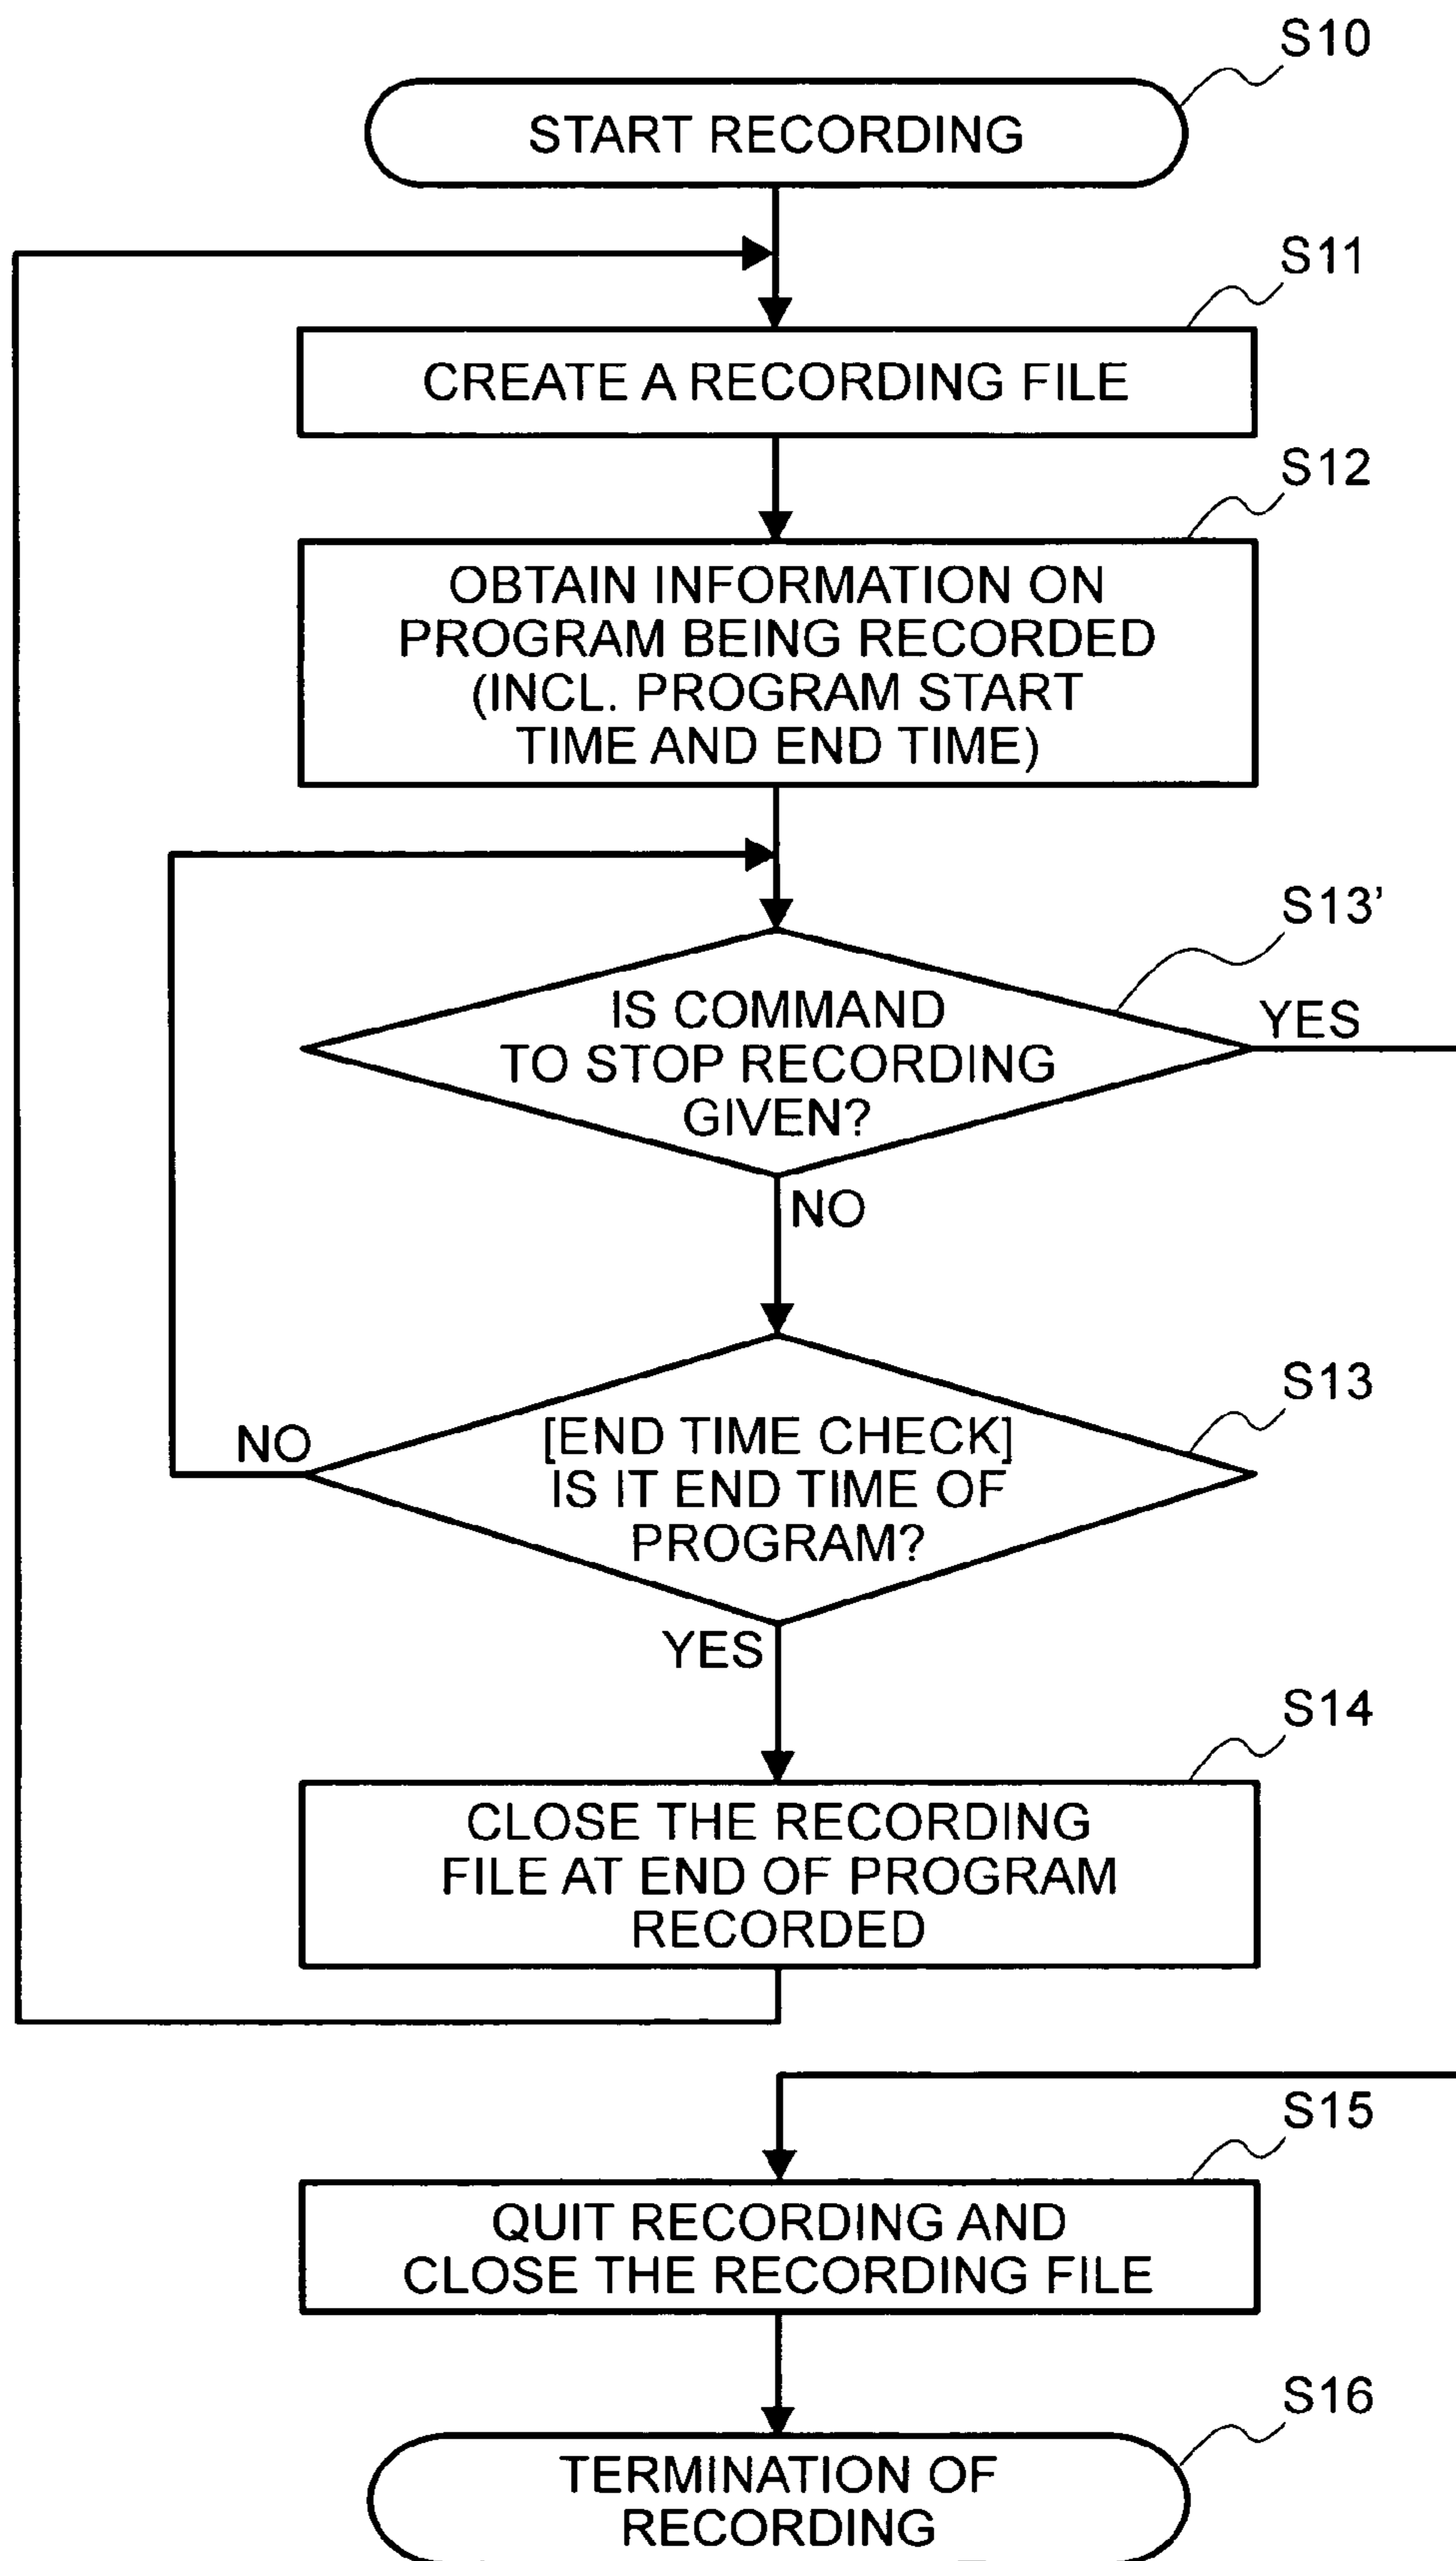 S10
START RECORDING
S11
CREATE A RECORDING FILE
S12
OBTAIN INFORMATION ON
PROGRAM BEING RECORDED
(INCL. PROGRAM START
TIME AND END TIME)
S13’
IS COMMAND
TO STOP RECORDING
GIVEN?
YES
NO
S13
[END TIME CHECK]
IS IT END TIME OF
PROGRAM?
NO
YES
S14
CLOSE THE RECORDING
FILE AT END OF PROGRAM
RECORDED
S15
QUIT RECORDING AND
CLOSE THE RECORDING FILE
S16
TERMINATION OF
RECORDING